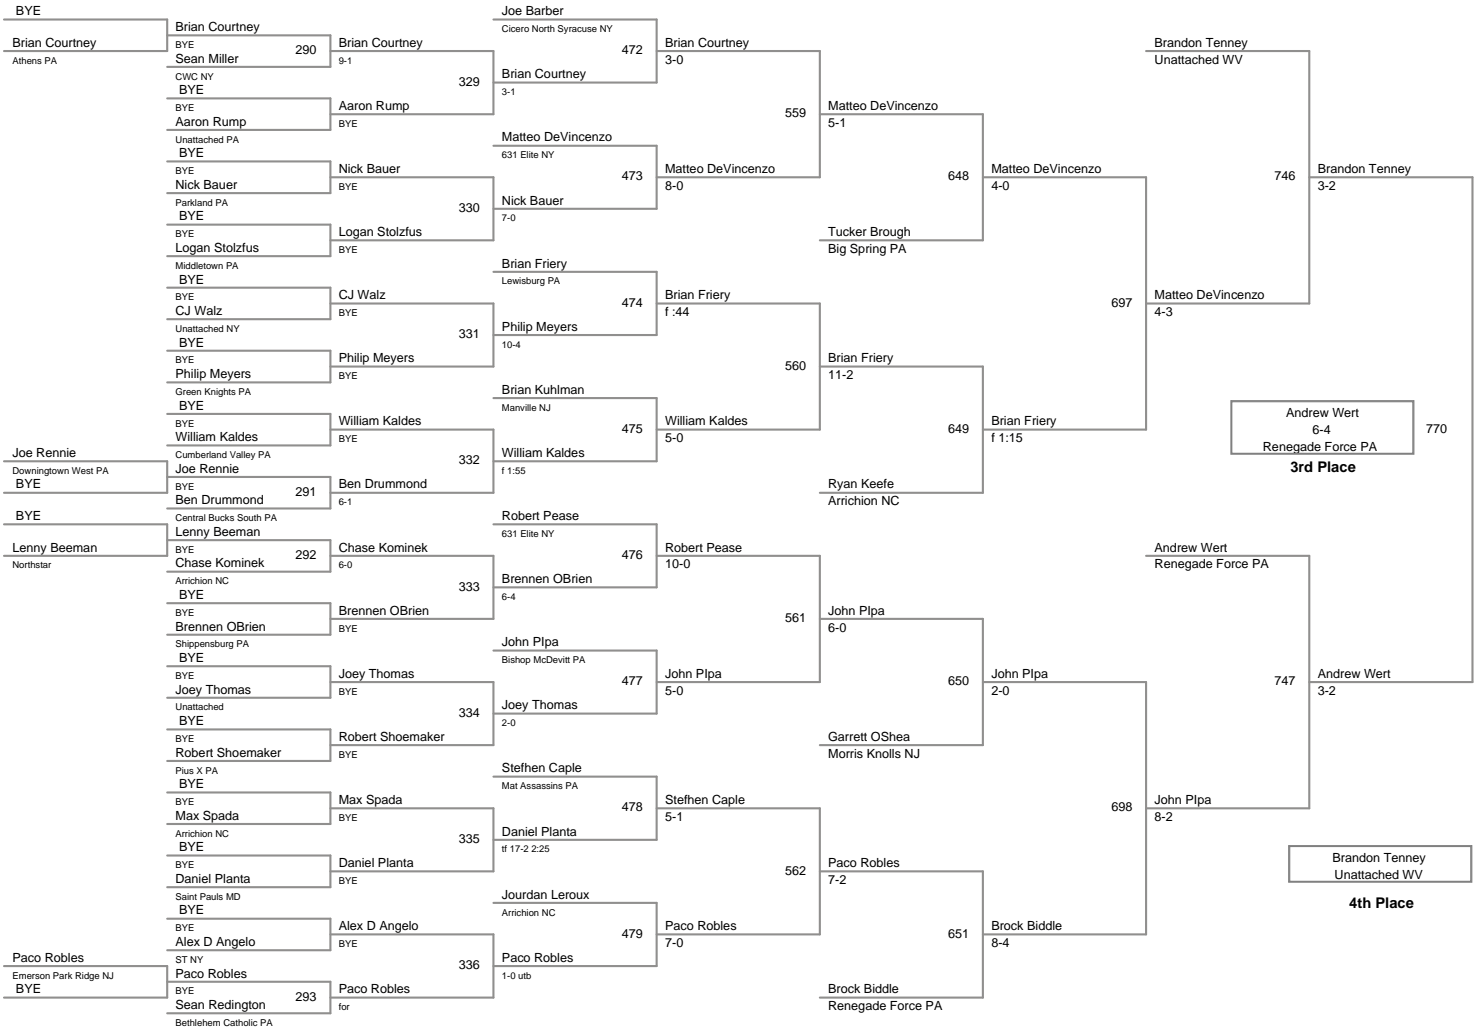 BYE
Brian Courtney
Athens PA
Joe Rennie
Downingtown West PA
BYE
BYE
Lenny Beeman
Northstar
Paco Robles
Emerson Park Ridge NJ
BYE
Brian Courtney
BYE
290
Sean Miller
CWC NY
BYE
BYE
Aaron Rump
Unattached PA
BYE
BYE
Nick Bauer
Parkland PA
BYE
BYE
Logan Stolzfus
Middletown PA
BYE
BYE
CJ Walz
Unattached NY
BYE
BYE
Philip Meyers
Green Knights PA
BYE
BYE
William Kaldes
Cumberland Valley PA
Joe Rennie
BYE
291
Ben Drummond
Central Bucks South PA
Lenny Beeman
BYE
292
Chase Kominek
Arrichion NC
BYE
BYE
Brennen OBrien
Shippensburg PA
BYE
BYE
Joey Thomas
Unattached
BYE
BYE
Robert Shoemaker
Pius X PA
BYE
BYE
Max Spada
Arrichion NC
BYE
BYE
Daniel Planta
Saint Pauls MD
BYE
BYE
Alex D Angelo
ST NY
Paco Robles
BYE
293
Sean Redington
Bethlehem Catholic PA
Brian Courtney
9-1
329
Aaron Rump
BYE
Nick Bauer
BYE
330
Logan Stolzfus
BYE
CJ Walz
BYE
331
Philip Meyers
BYE
William Kaldes
BYE
332
Ben Drummond
6-1
Chase Kominek
6-0
333
Brennen OBrien
BYE
Joey Thomas
BYE
334
Robert Shoemaker
BYE
Max Spada
BYE
335
Daniel Planta
BYE
Alex D Angelo
BYE
336
Paco Robles
for
Joe Barber
Cicero North Syracuse NY
472
Brian Courtney
3-1
Matteo DeVincenzo
631 Elite NY
473
Nick Bauer
7-0
Brian Friery
Lewisburg PA
474
Philip Meyers
10-4
Brian Kuhlman
Manville NJ
475
William Kaldes
f 1:55
Robert Pease
631 Elite NY
476
Brennen OBrien
6-4
John PIpa
Bishop McDevitt PA
477
Joey Thomas
2-0
Stefhen Caple
Mat Assassins PA
478
Daniel Planta
tf 17-2 2:25
Jourdan Leroux
Arrichion NC
479
Paco Robles
1-0 utb
Brian Courtney
3-0
559
Matteo DeVincenzo
8-0
Brian Friery
f :44
560
William Kaldes
5-0
Robert Pease
10-0
561
John PIpa
5-0
Stefhen Caple
5-1
562
Paco Robles
7-0
Matteo DeVincenzo
5-1
648
Tucker Brough
Big Spring PA
Brian Friery
11-2
649
Ryan Keefe
Arrichion NC
John PIpa
6-0
650
Garrett OShea
Morris Knolls NJ
Paco Robles
7-2
651
Brock Biddle
Renegade Force PA
Matteo DeVincenzo
4-0
697
Brian Friery
f 1:15
John PIpa
2-0
698
Brock Biddle
8-4
Brandon Tenney
Unattached WV
746
Matteo DeVincenzo
4-3
Andrew Wert
Renegade Force PA
747
John PIpa
8-2
Brandon Tenney
3-2
Andrew Wert
6-4
Renegade Force PA
770
3rd Place
Andrew Wert
3-2
Brandon Tenney
Unattached WV
4th Place